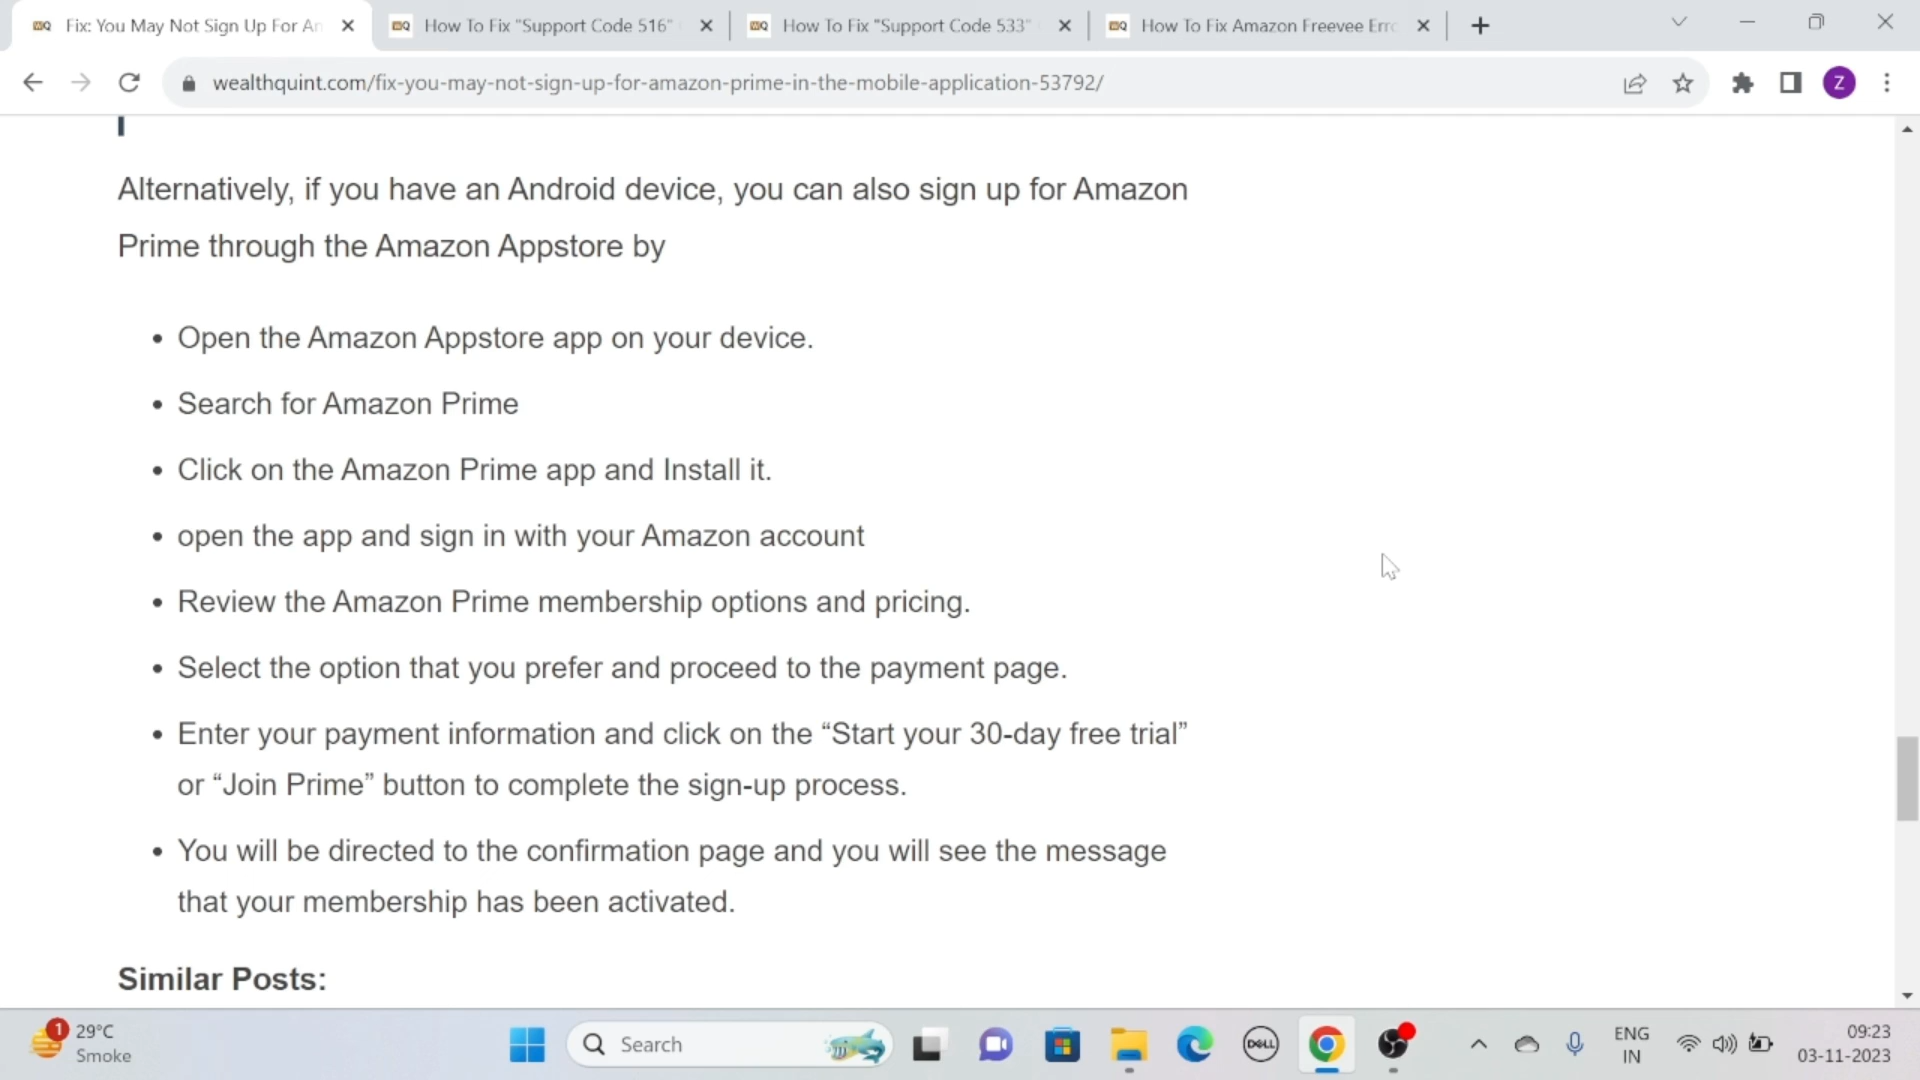 Fix: You May Not Sign Up For An
How To Fix "Support Code 516"
How To Fix "Support Code 533"
How To Fix Amazon Freevee Erro
wealthquint.com/fix-you-may-not-sign-up-for-amazon-prime-in-the-mobile-application-53792/
Z
Alternatively, if you have an Android device, you can also sign up for Amazon
Prime through the Amazon Appstore by
• Open the Amazon Appstore app on your device.
• Search for Amazon Prime
• Click on the Amazon Prime app and Install it.
• open the app and sign in with your Amazon account
• Review the Amazon Prime membership options and pricing.
• Select the option that you prefer and proceed to the payment page.
• Enter your payment information and click on the “Start your 30-day free trial”
or “Join Prime” button to complete the sign-up process.
• You will be directed to the confirmation page and you will see the message
that your membership has been activated.
Similar Posts:
1
29°C
Smoke
Search
DELL
ENG
IN
09:23
03-11-2023